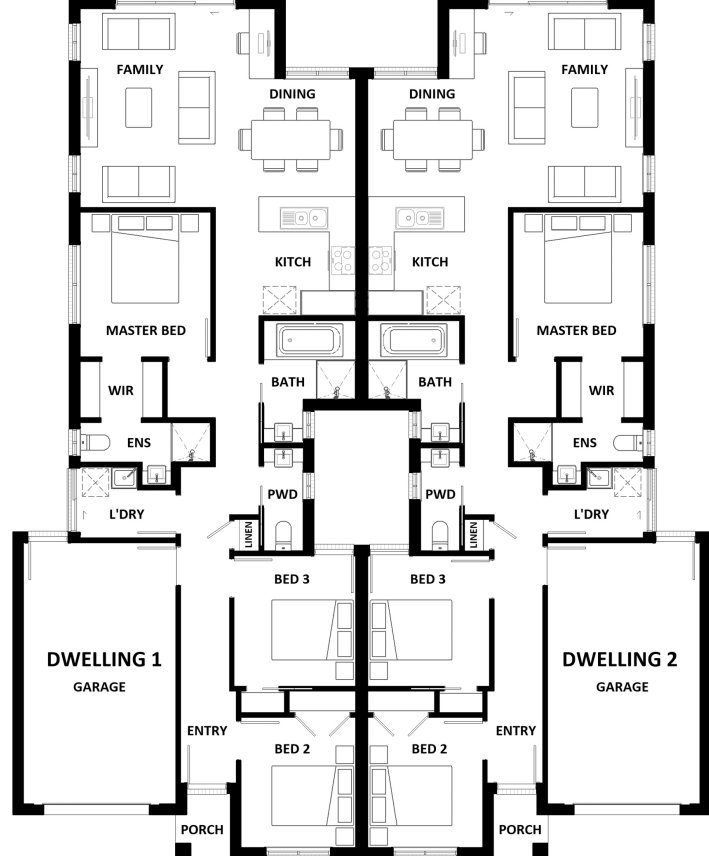 FAMILY
FAMILY
DINING
DINING
KITCH
KITCH
MASTER BED
MASTER BED
BATH
BATH
WIR
WIR
ENS
ENS
PWD
PWD
L'DRY
L'DRY
LINEN
LINEN
BED 3
BED 3
DWELLING 1
GARAGE
DWELLING 2
GARAGE
ENTRY
ENTRY
BED 2
BED 2
PORCH
PORCH